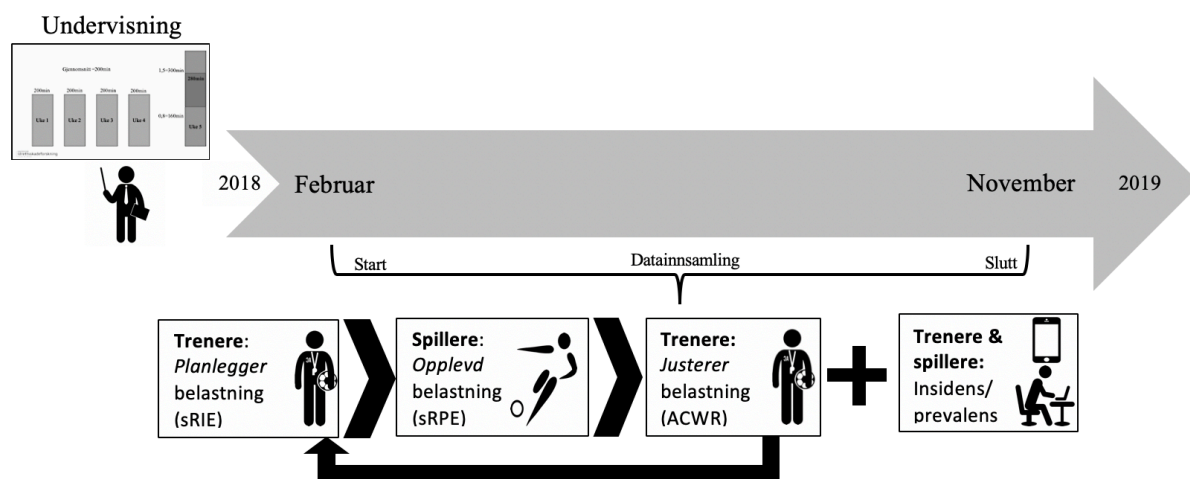 Undervisning
Gjennomsnitt =200min
1,5=300min
200min
200min 200min 200min 200min
0,8=160min
Uke 1 Uke 2 Uke 3 Uke 4 Uke 5
2018 Februar November 2019
Start Datainnsamling Slutt
Trenere:
Planlegger
belastning
(sRIE)
Spillere:
Opplevd
belastning
(sRPE)
Trenere:
Justerer
belastning
(ACWR)
Trenere &
spillere:
Insidens/
prevalens